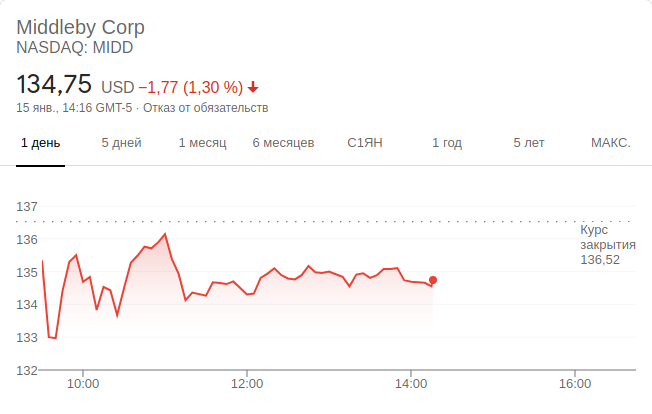 Middleby Corp
NASDAQ: MIDD
134,75 USD −1,77 (1,30 %)
15 янв., 14:16 GMT-5 · Отказ от обязательств
1 день 5 дней 1 месяц 6 месяцев С1ЯН 1 год 5 лет МАКС.
137
136
135
134
133
132
Курс
закрытия
136,52
10:00 12:00 14:00 16:00